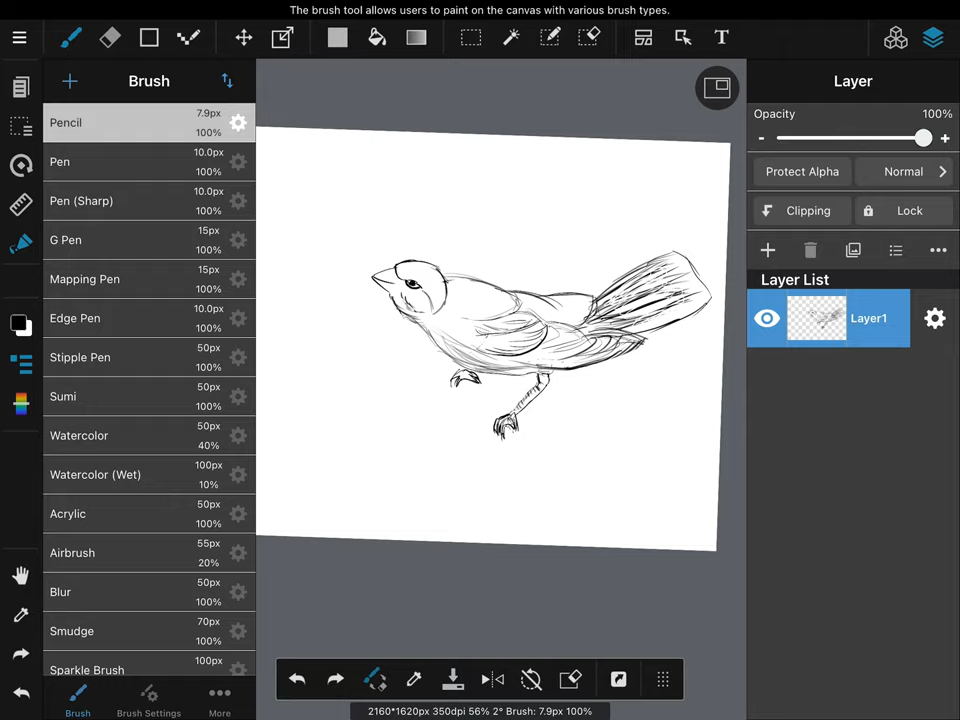 The brush tool allows users to paint on the canvas with various brush types.
T
Brush
Pencil
7.9px
100%
Pen
10.0px
100%
Pen (Sharp)
10.0px
100%
G Pen
15px
100%
Mapping Pen
15px
100%
Edge Pen
10.0px
100%
Stipple Pen
50px
100%
Sumi
50px
100%
Watercolor
50px
40%
Watercolor (Wet)
100px
10%
Acrylic
50px
100%
Airbrush
55px
20%
Blur
50px
100%
Smudge
70px
100%
Sparkle Brush
100px
Brush
Brush Settings
More
Layer
Opacity
100%
Protect Alpha
Normal
Clipping
Lock
Layer List
Layer1
2160*1620px 350dpi 56% 2° Brush: 7.9px 100%